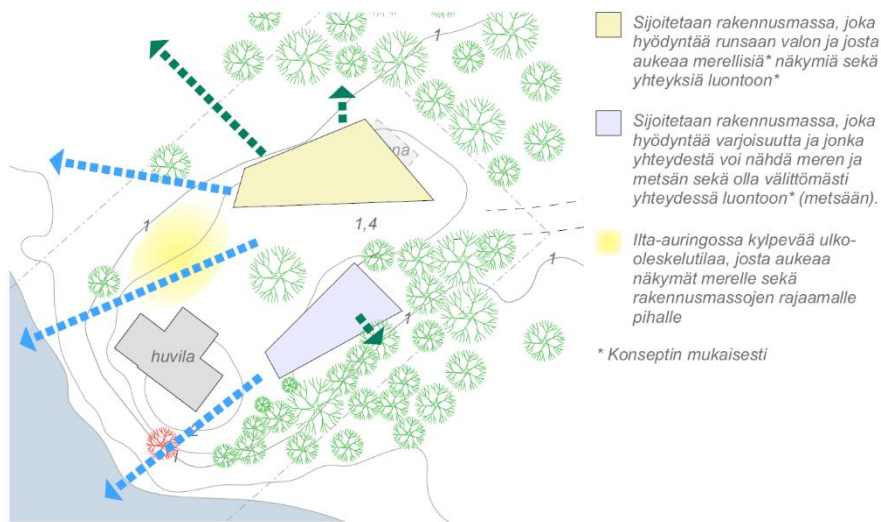 1
na
1
1,4
1
1
huvila
1
Sijoitetaan rakennusmassa, joka
hyödyntää runsaan valon ja josta
aukeaa merellisiä* näkymiä sekä
yhteyksiä luontoon*
Sijoitetaan rakennusmassa, joka
hyödyntää varjoisuutta ja jonka
yhteydestä voi nähdä meren ja
metsän sekä olla välittömästi
yhteydessä luontoon* (metsään).
Ilta-auringossa kylpevää ulko-
oleskelutilaa, josta aukeaa
näkymät merelle sekä
rakennusmassojen rajaamalle
pihalle
* Konseptin mukaisesti